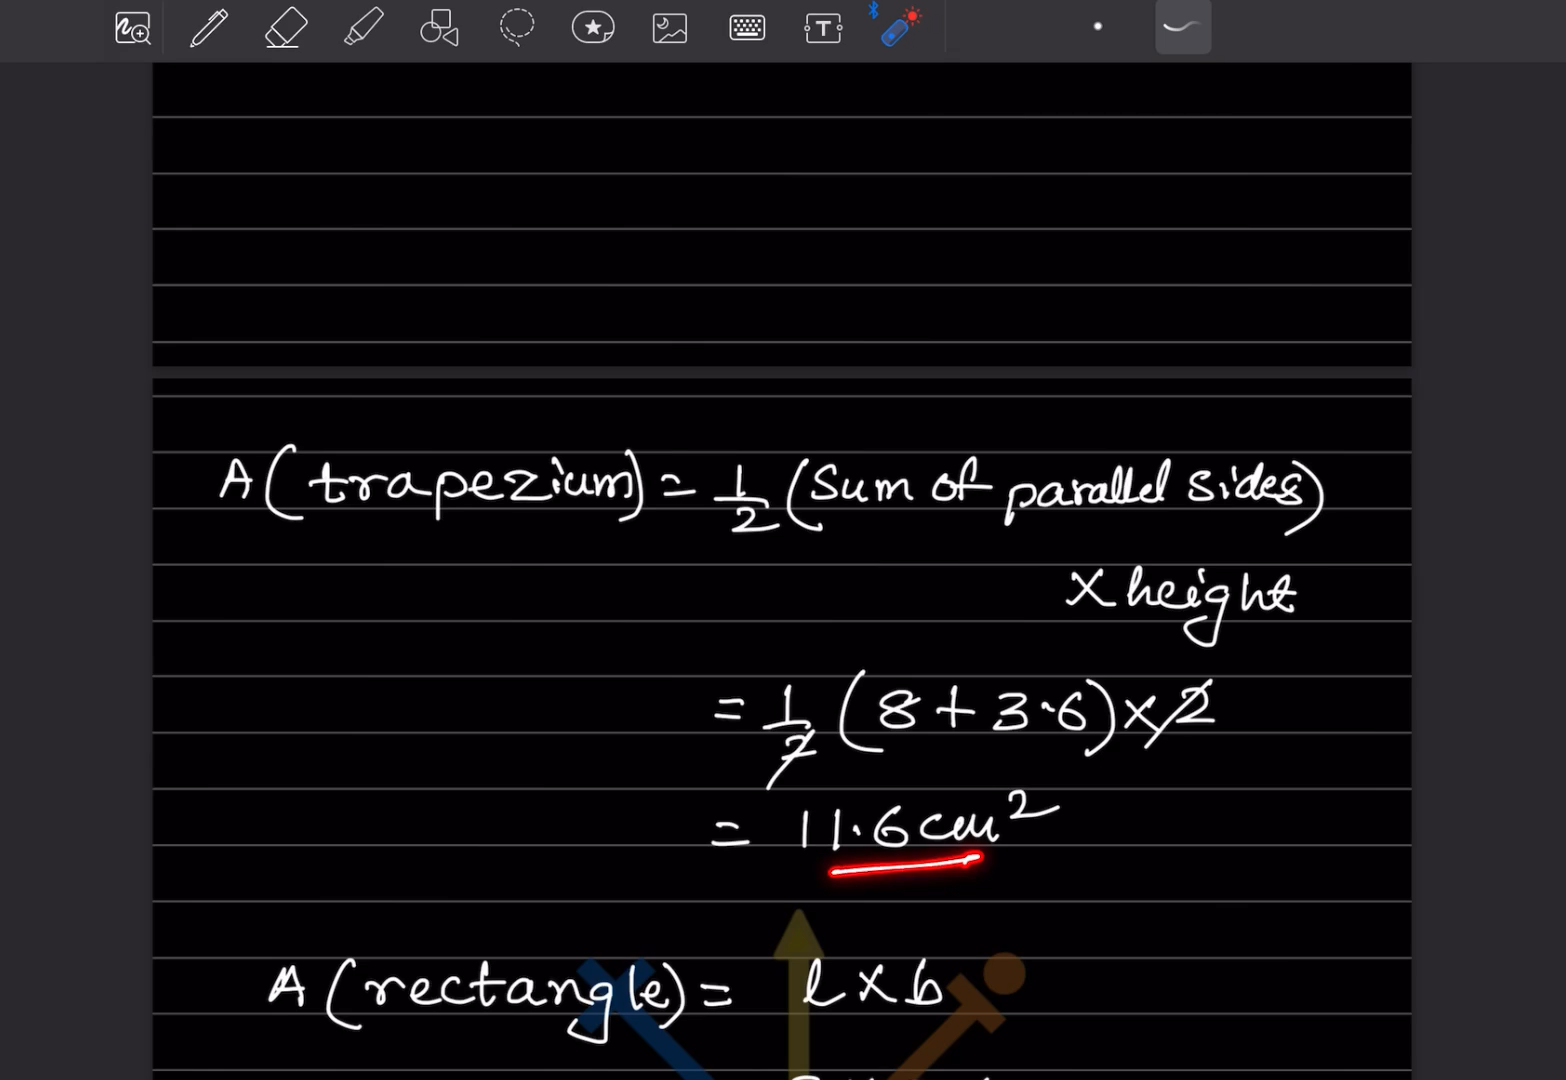 A(trapezium) = 1/2 (Sum of parallel sides)
x height
= 1/2 (8 + 3.6) x 2
= 11.6 cm²
A(rectangle) = l x b